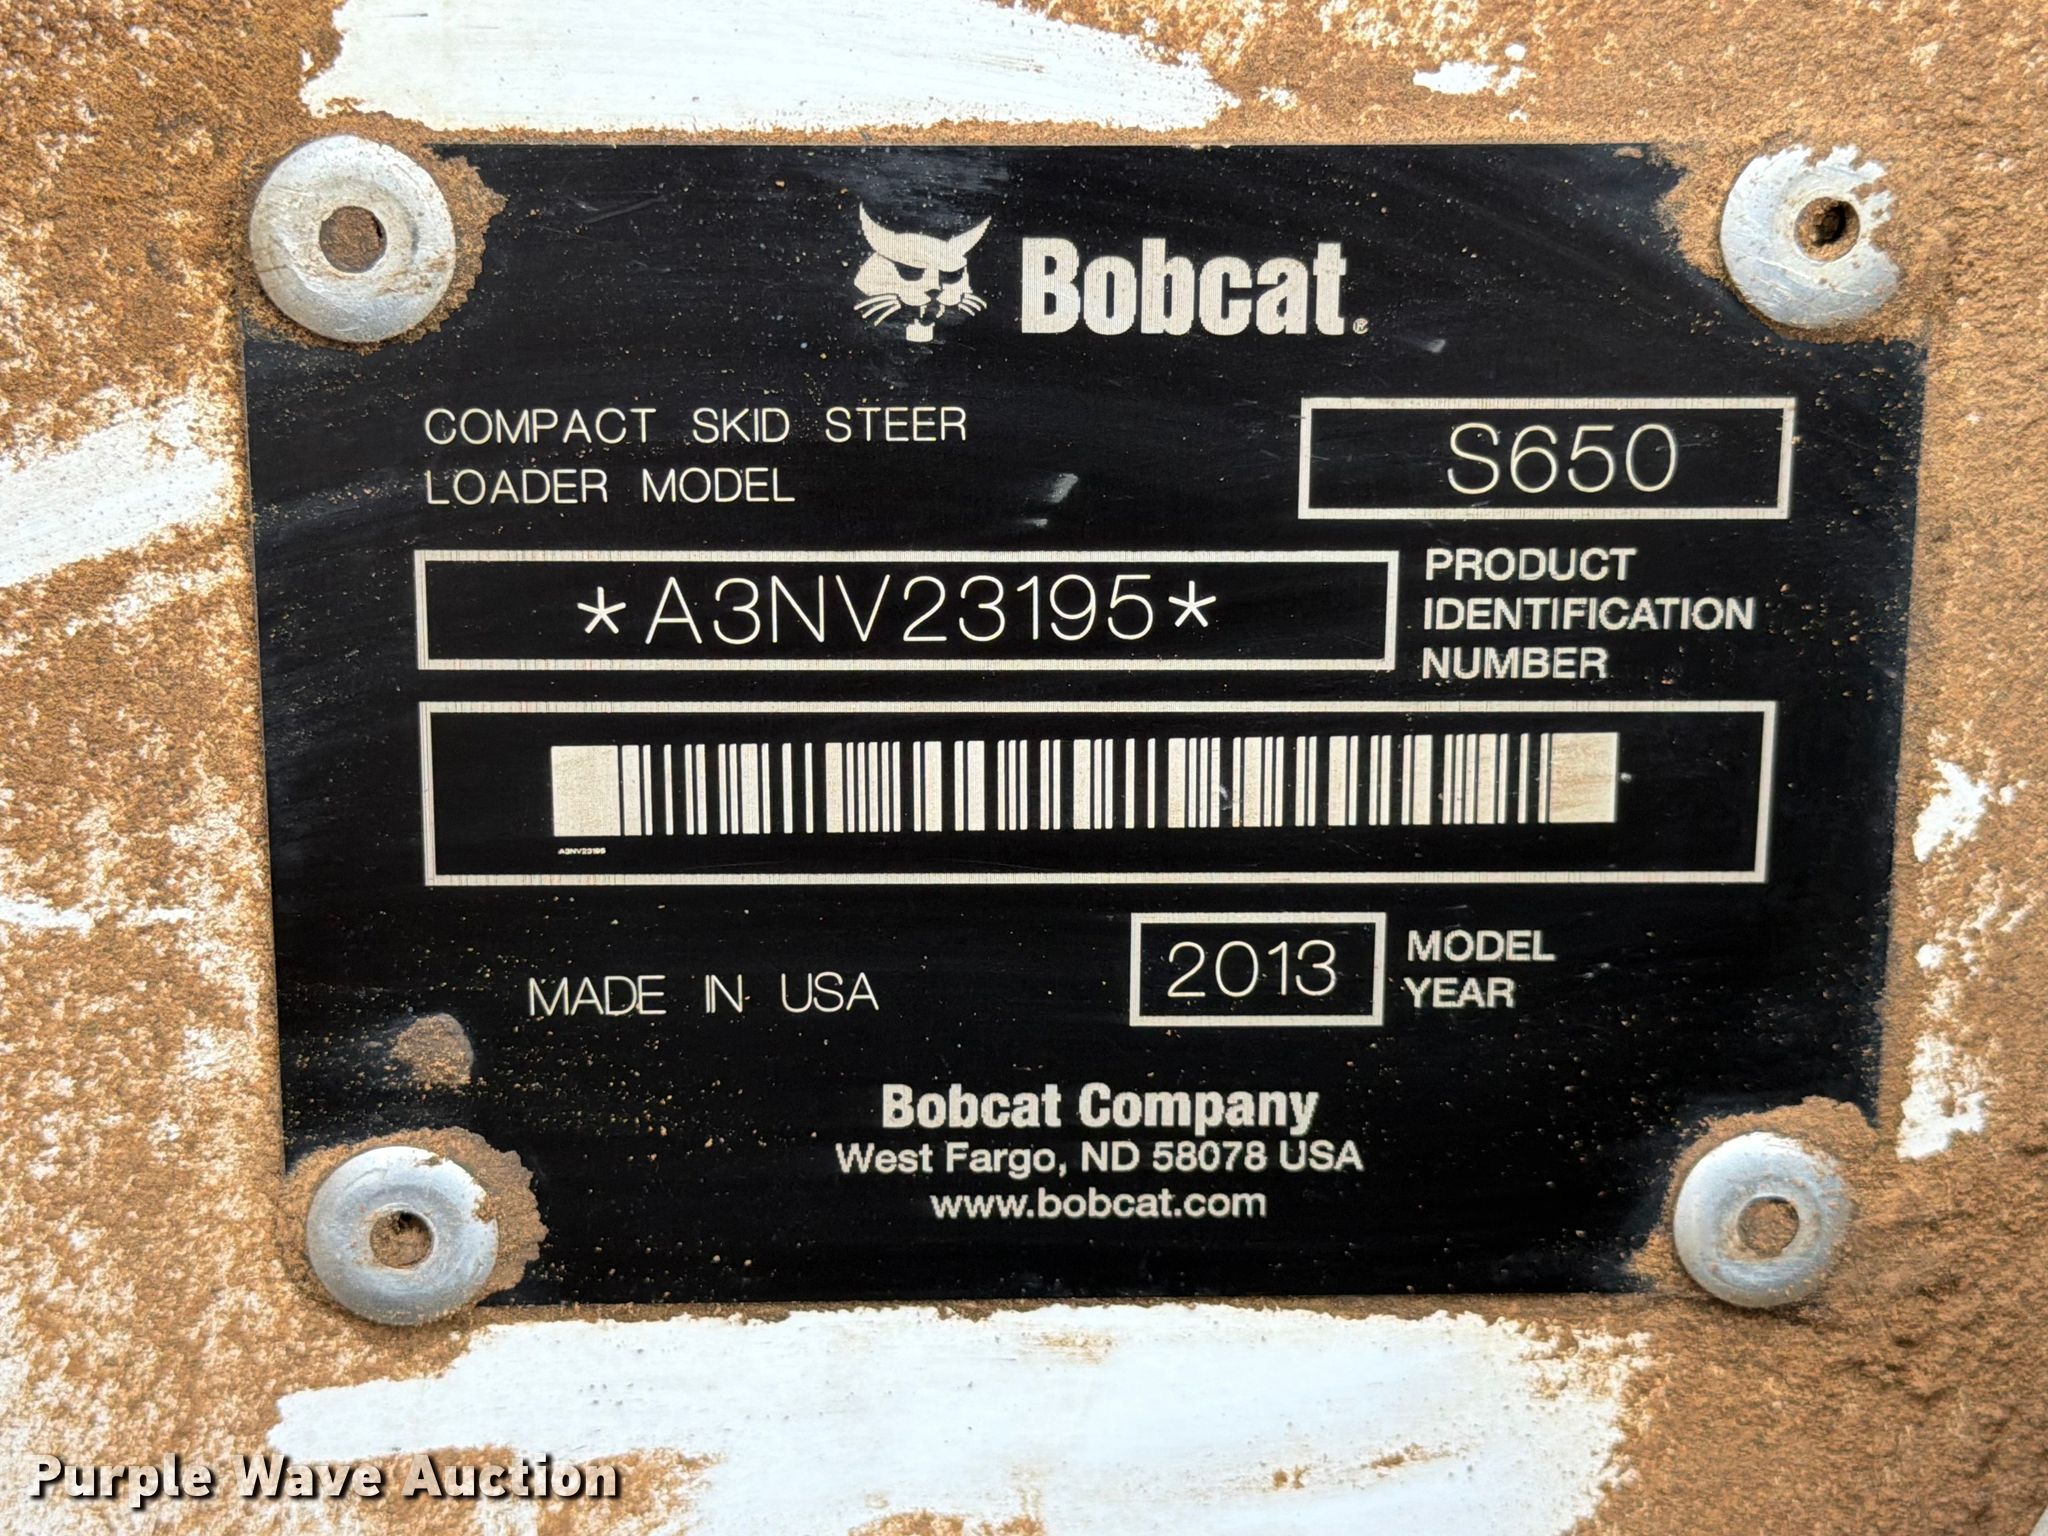 Bobcat®
COMPACT SKID STEER
LOADER MODEL
S650
*A3NV23195*
PRODUCT
IDENTIFICATION
NUMBER
A3NV23195
MADE IN USA
2013
MODEL
YEAR
Bobcat Company
West Fargo, ND 58078 USA
www.bobcat.com
Purple Wave Auction